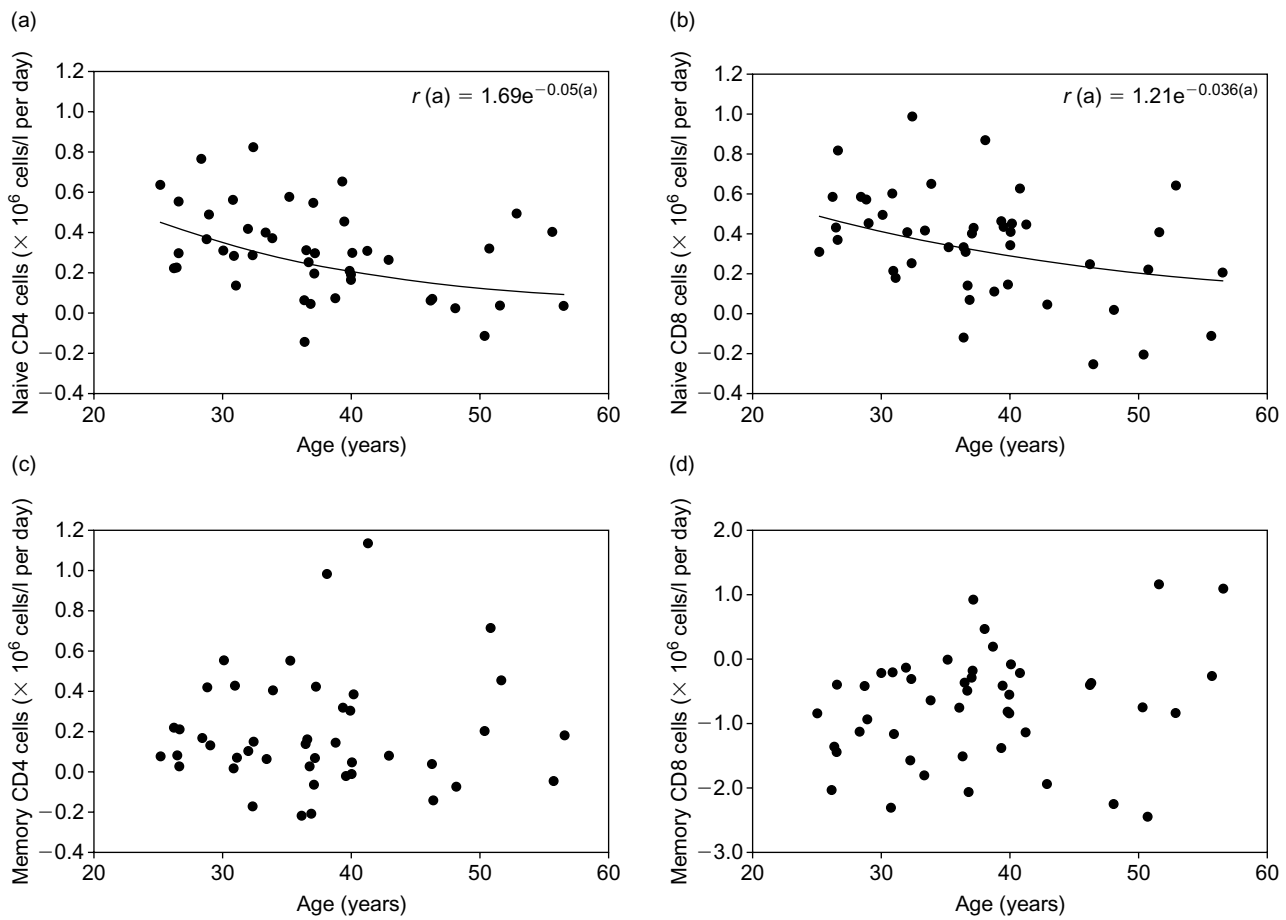 (a)
Naive CD4 cells (× 10⁶ cells/l per day)
1.2
1.0
0.8
0.6
0.4
0.2
0.0
−0.2
−0.4
r (a) = 1.69e^−0.05(a)
20 30 40 50 60
Age (years)
(b)
Naive CD8 cells (× 10⁶ cells/l per day)
1.2
1.0
0.8
0.6
0.4
0.2
0.0
−0.2
−0.4
r (a) = 1.21e^−0.036(a)
20 30 40 50 60
Age (years)
(c)
Memory CD4 cells (× 10⁶ cells/l per day)
1.2
1.0
0.8
0.6
0.4
0.2
0.0
−0.2
−0.4
20 30 40 50 60
Age (years)
(d)
Memory CD8 cells (× 10⁶ cells/l per day)
2.0
1.0
0.0
−1.0
−2.0
−3.0
20 30 40 50 60
Age (years)